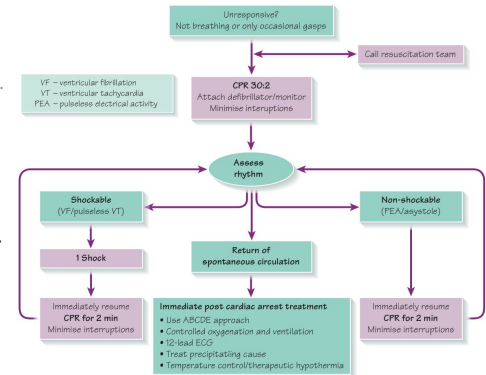 Unresponsive?
Not breathing or only occasional gasps
Call resuscitation team
VF – ventricular fibrillation
VT – ventricular tachycardia
PEA – pulseless electrical activity
CPR 30:2
Attach defibrillator/monitor
Minimise interuptions
Assess
rhythm
Shockable
(VF/pulseless VT)
Non-shockable
(PEA/asystole)
1 Shock
Return of
spontaneous circulation
Immediately resume
CPR for 2 min
Minimise interruptions
Immediate post cardiac arrest treatment
• Use ABCDE approach
• Controlled oxygenation and ventilation
• 12-lead ECG
• Treat precipitatiing cause
• Temperature control/therapeutic hypothermia
Immediately resume
CPR for 2 min
Minimise interruptions